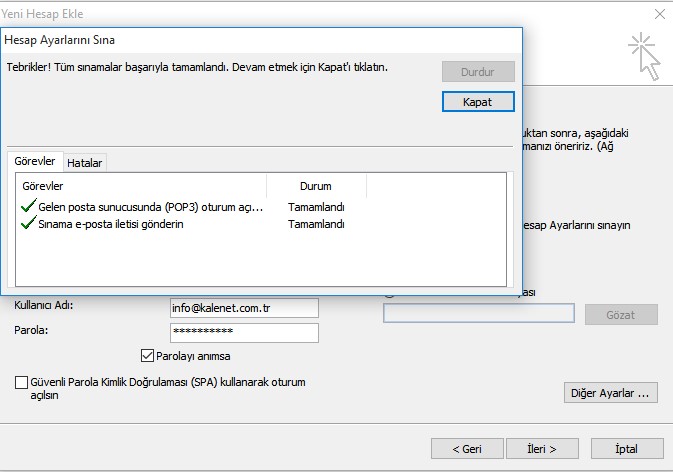 Yeni Hesap Ekle
Hesap Ayarlarını Sına
Tebrikler! Tüm sınamalar başarıyla tamamlandı. Devam etmek için Kapat'ı tıklatın.
Durdur
Kapat
Görevler
Hatalar
Görevler
Durum
Gelen posta sunucusunda (POP3) oturum açı...
Tamamlandı
Sınama e-posta iletisi gönderin
Tamamlandı
uktan sonra, aşağıdaki
manızı öneririz. (Ağ
esap Ayarlarını sınayın
ası
Kullanıcı Adı:
info@kalenet.com.tr
Gözat
Parola:
**********
Parolayı anımsa
Güvenli Parola Kimlik Doğrulaması (SPA) kullanarak oturum
açılsın
Diğer Ayarlar ...
< Geri
İleri >
İptal